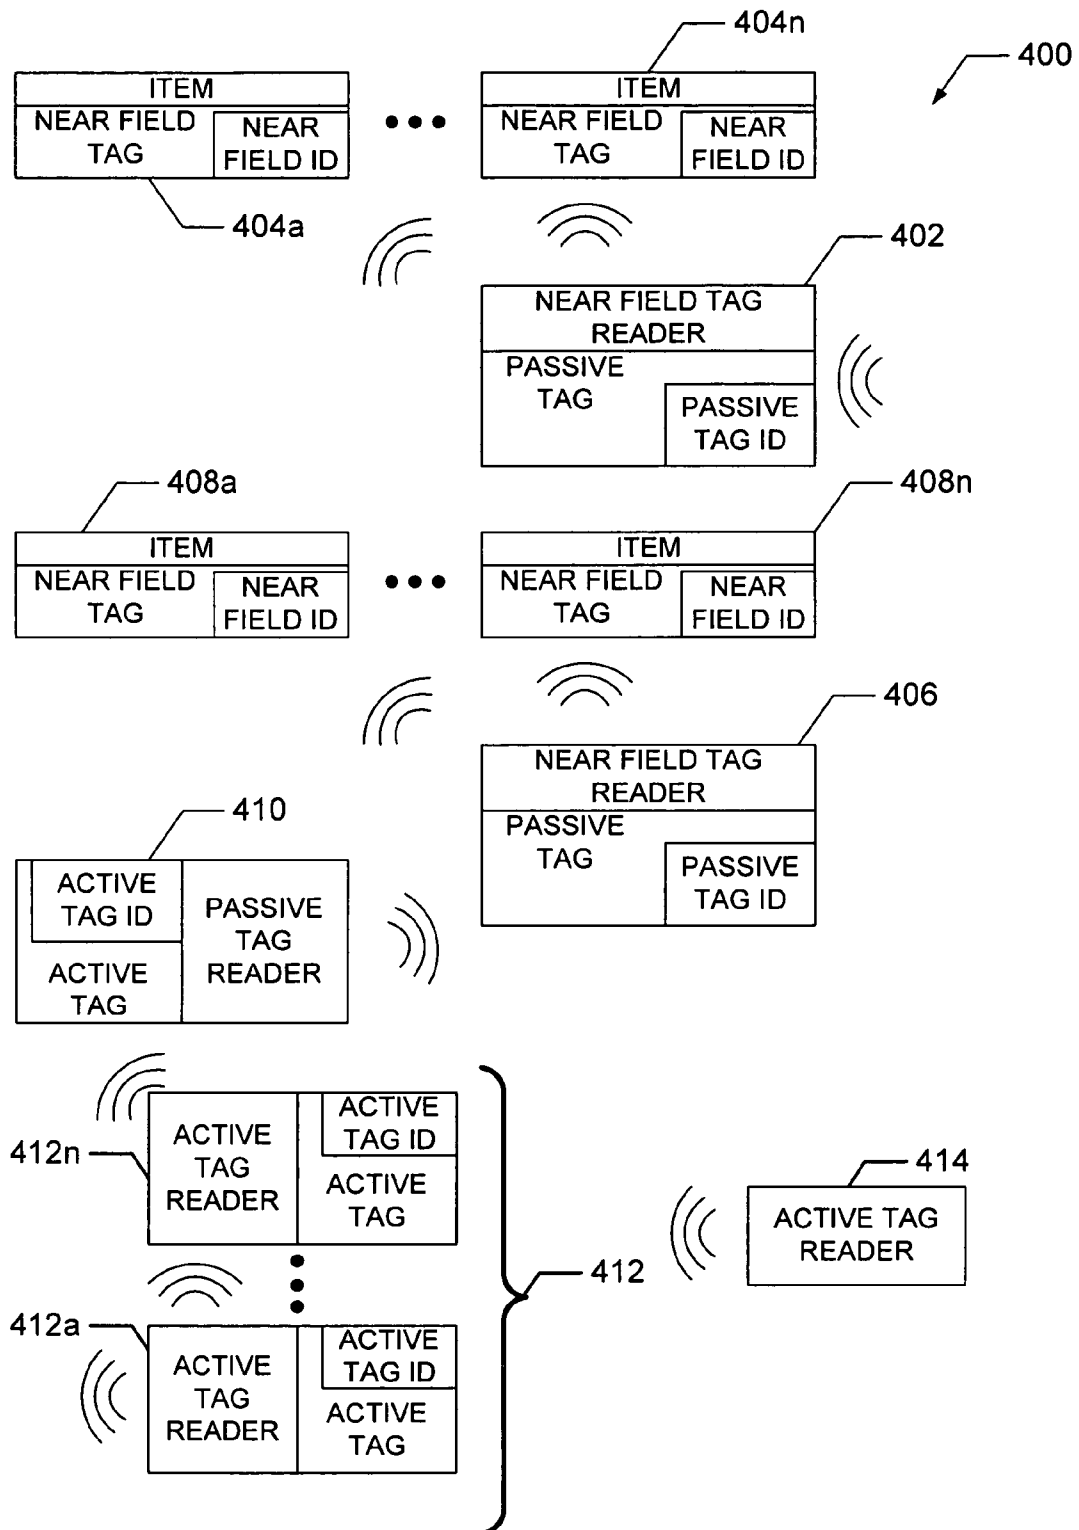 404n
400
ITEM
NEAR FIELD
TAG
NEAR
FIELD ID
ITEM
NEAR FIELD
TAG
NEAR
FIELD ID
404a
402
NEAR FIELD TAG
READER
PASSIVE
TAG
PASSIVE
TAG ID
408a
408n
ITEM
NEAR FIELD
TAG
NEAR
FIELD ID
ITEM
NEAR FIELD
TAG
NEAR
FIELD ID
406
NEAR FIELD TAG
READER
PASSIVE
TAG
PASSIVE
TAG ID
410
ACTIVE
TAG ID
ACTIVE
TAG
PASSIVE
TAG
READER
412n
ACTIVE
TAG
READER
ACTIVE
TAG ID
ACTIVE
TAG
414
ACTIVE TAG
READER
412
412a
ACTIVE
TAG
READER
ACTIVE
TAG ID
ACTIVE
TAG